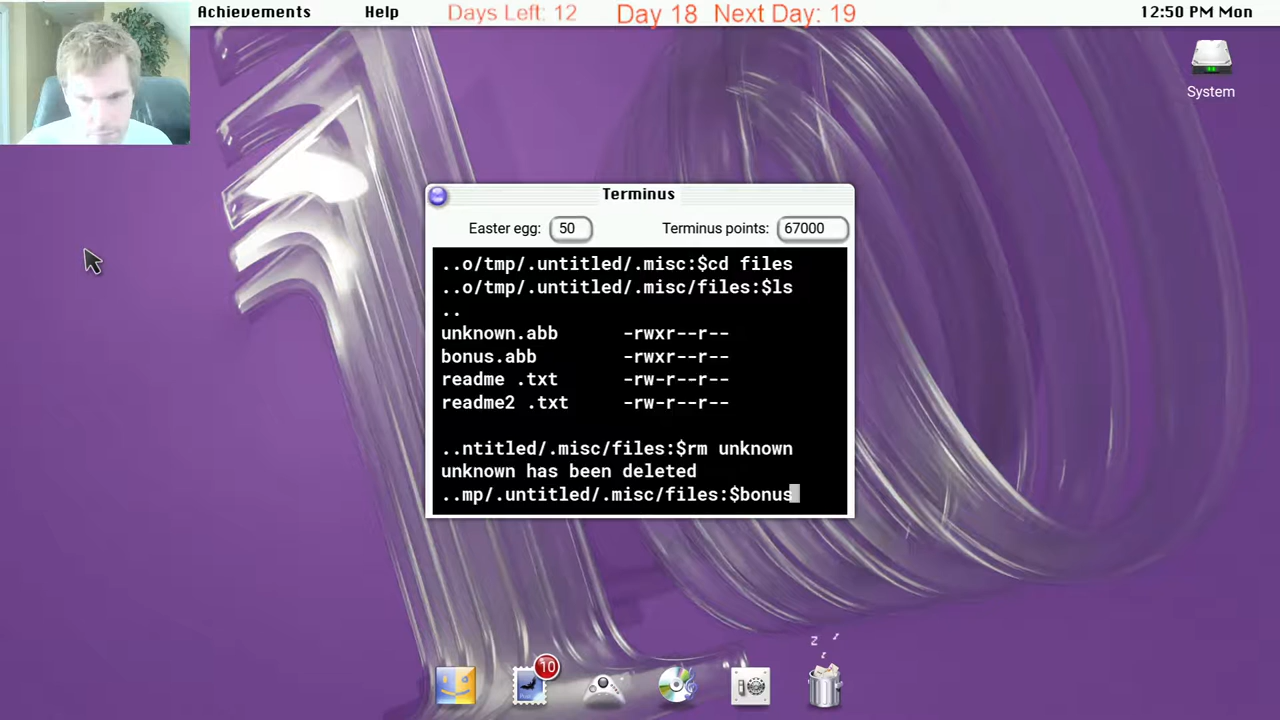 Achievements Help Days Left: 12 Day 18 Next Day: 19 12:50 PM Mon
System
Terminus
Easter egg: 50 Terminus points: 67000
..o/tmp/.untitled/.misc:$cd files
..o/tmp/.untitled/.misc/files:$ls
..
unknown.abb -rwxr--r--
bonus.abb -rwxr--r--
readme .txt -rw-r--r--
readme2 .txt -rw-r--r--
..ntitled/.misc/files:$rm unknown
unknown has been deleted
..mp/.untitled/.misc/files:$bonus
z z z
10